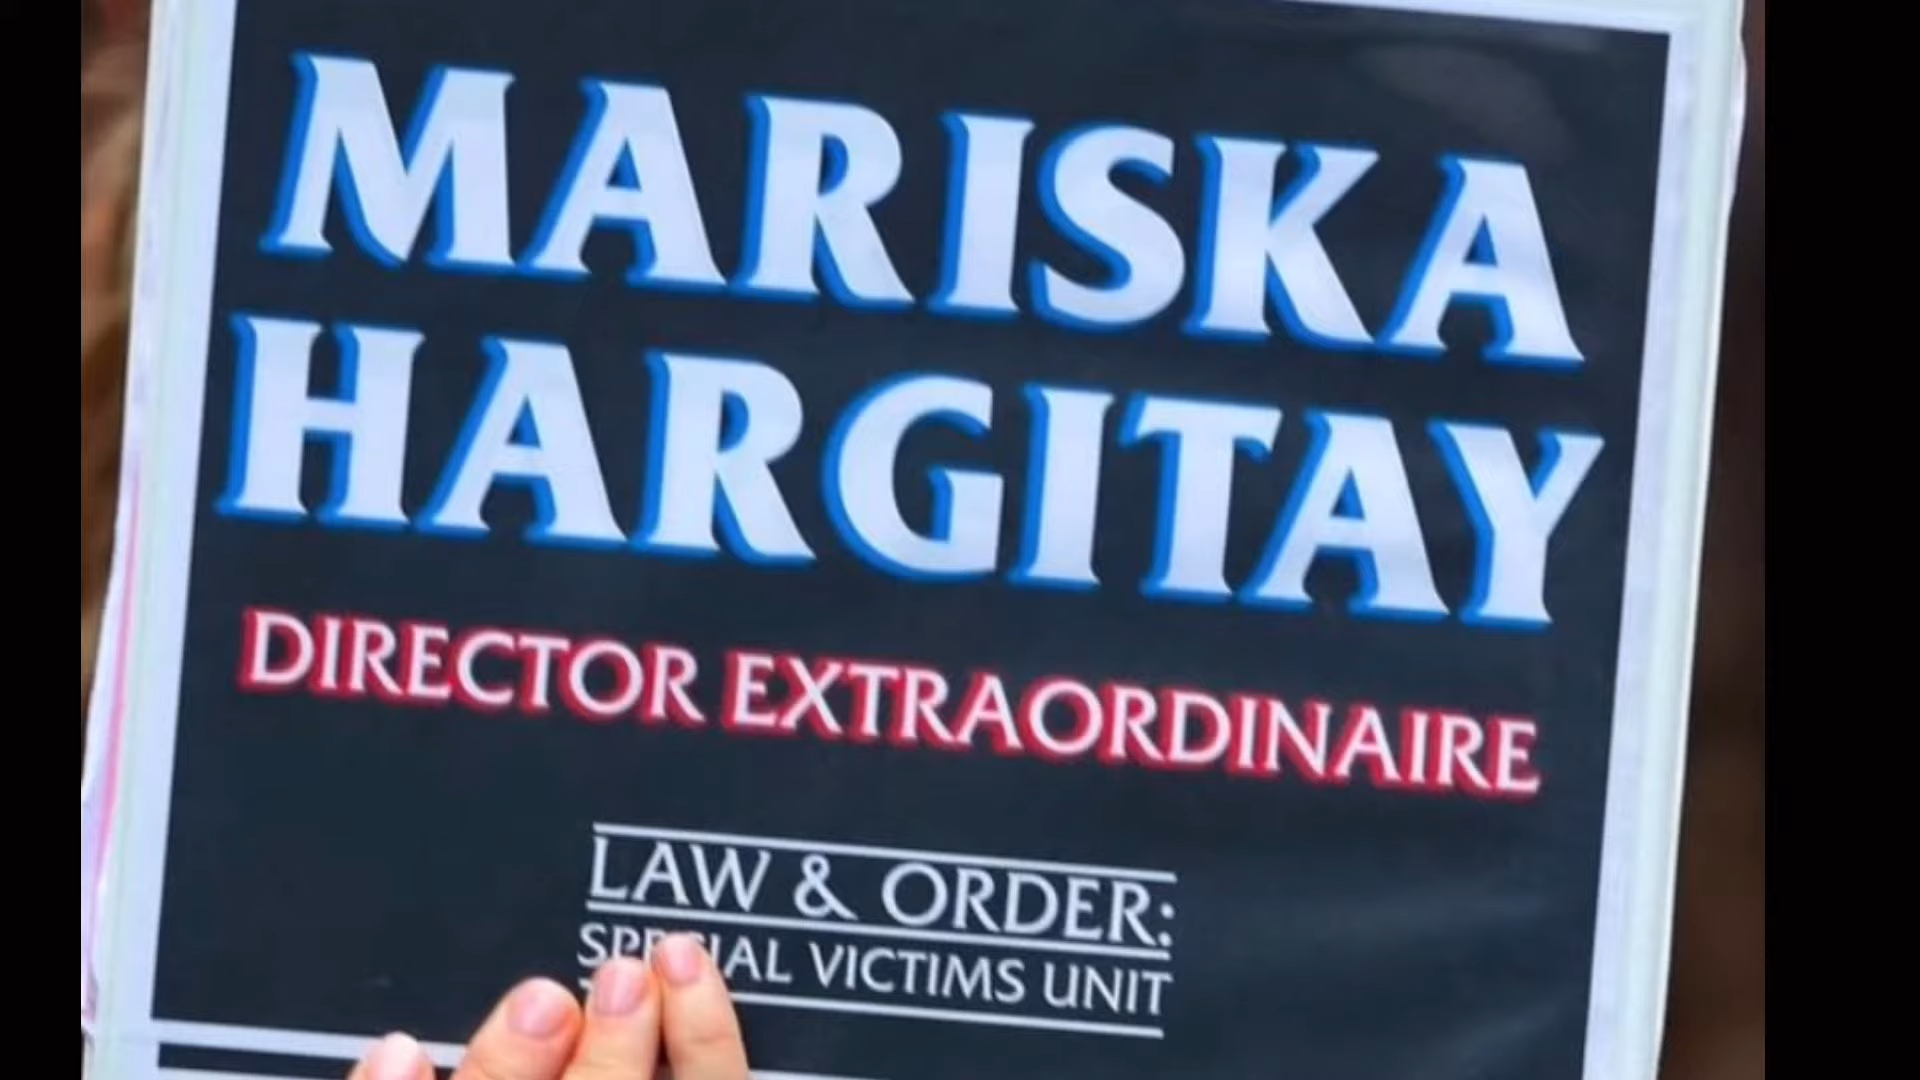 MARISKA
HARGITAY
DIRECTOR EXTRAORDINAIRE
LAW & ORDER:
VICTIMS UNIT